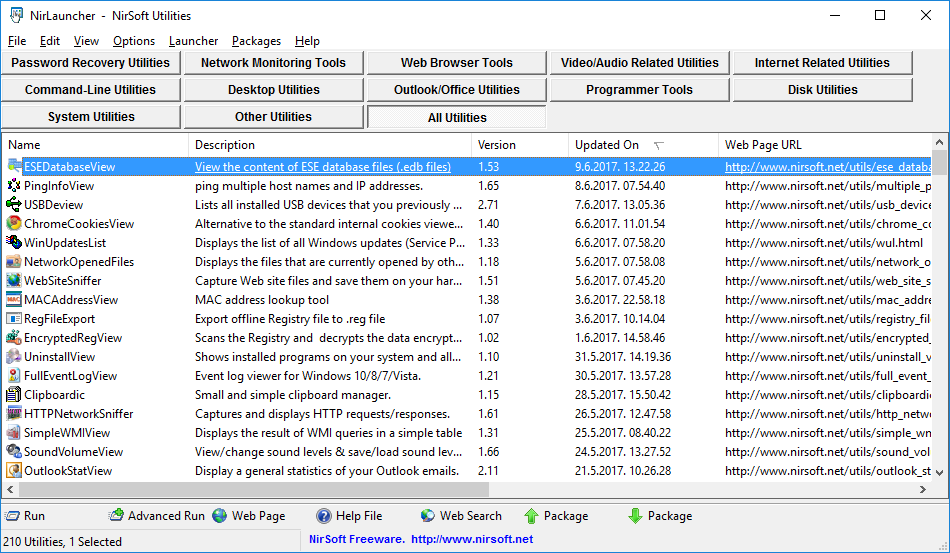 NirLauncher - NirSoft Utilities
File Edit View Options Launcher Packages Help
Password Recovery Utilities Network Monitoring Tools Web Browser Tools Video/Audio Related Utilities Internet Related Utilities
Command-Line Utilities Desktop Utilities Outlook/Office Utilities Programmer Tools Disk Utilities
System Utilities Other Utilities All Utilities
Name Description Version Updated On Web Page URL
ESEDatabaseView View the content of ESE database files (.edb files) 1.53 9.6.2017. 13.22.26 http://www.nirsoft.net/utils/ese_databa
PingInfoView ping multiple host names and IP addresses. 1.65 8.6.2017. 07.54.40 http://www.nirsoft.net/utils/multiple_p
USBDeview Lists all installed USB devices that you previously ... 2.71 7.6.2017. 13.05.36 http://www.nirsoft.net/utils/usb_device
ChromeCookiesView Alternative to the standard internal cookies viewe... 1.40 6.6.2017. 11.01.54 http://www.nirsoft.net/utils/chrome_co
WinUpdatesList Displays the list of all Windows updates (Service P... 1.33 6.6.2017. 07.58.20 http://www.nirsoft.net/utils/wul.html
NetworkOpenedFiles Displays the files that are currently opened by oth... 1.18 5.6.2017. 07.58.08 http://www.nirsoft.net/utils/network_o
WebSiteSniffer Capture Web site files and save them on your har... 1.51 5.6.2017. 07.45.20 http://www.nirsoft.net/utils/web_site_s
MAC MACAddressView MAC address lookup tool 1.38 3.6.2017. 22.58.18 http://www.nirsoft.net/utils/mac_addre
RegFileExport Export offline Registry file to .reg file 1.07 3.6.2017. 10.14.04 http://www.nirsoft.net/utils/registry_file
EncryptedRegView Scans the Registry and decrypts the data encrypt... 1.02 1.6.2017. 14.58.46 http://www.nirsoft.net/utils/encrypted_
UninstallView Shows installed programs on your system and all... 1.10 31.5.2017. 14.19.36 http://www.nirsoft.net/utils/uninstall_v
FullEventLogView Event log viewer for Windows 10/8/7/Vista. 1.21 30.5.2017. 13.57.28 http://www.nirsoft.net/utils/full_event_
Clipboardic Small and simple clipboard manager. 1.15 28.5.2017. 15.50.42 http://www.nirsoft.net/utils/clipboardic
HTTPNetworkSniffer Captures and displays HTTP requests/responses. 1.61 26.5.2017. 12.47.58 http://www.nirsoft.net/utils/http_networ
SimpleWMIView Displays the result of WMI queries in a simple table 1.31 25.5.2017. 08.40.22 http://www.nirsoft.net/utils/simple_wm
SoundVolumeView View/change sound levels & save/load sound lev... 1.66 24.5.2017. 13.27.52 http://www.nirsoft.net/utils/sound_vol
OutlookStatView Display a general statistics of your Outlook emails. 2.11 21.5.2017. 10.26.28 http://www.nirsoft.net/utils/outlook_sta
Run Advanced Run Web Page Help File Web Search Package Package
210 Utilities, 1 Selected NirSoft Freeware. http://www.nirsoft.net